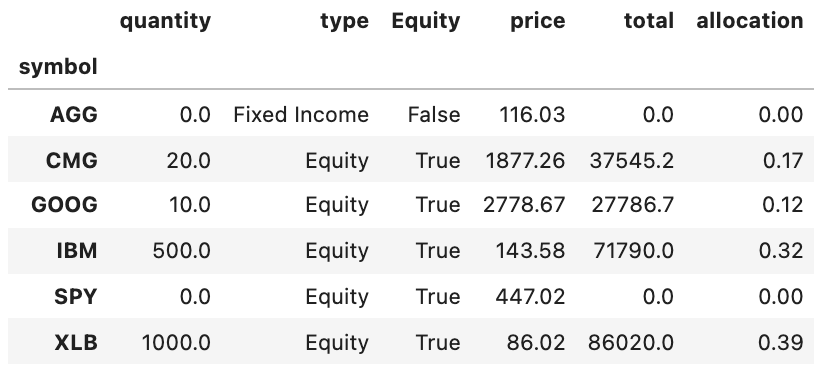 quantity type Equity price total allocation
symbol
AGG 0.0 Fixed Income False 116.03 0.0 0.00
CMG 20.0 Equity True 1877.26 37545.2 0.17
GOOG 10.0 Equity True 2778.67 27786.7 0.12
IBM 500.0 Equity True 143.58 71790.0 0.32
SPY 0.0 Equity True 447.02 0.0 0.00
XLB 1000.0 Equity True 86.02 86020.0 0.39